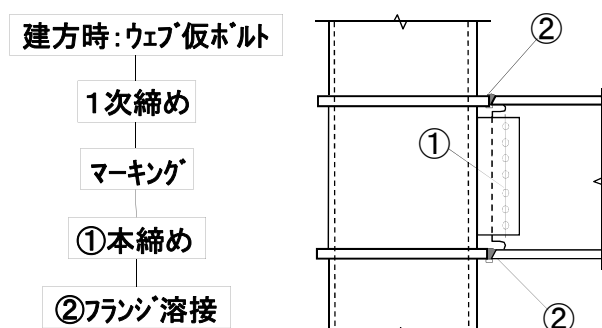 建方時:ウェブ仮ボルト
1次締め
マーキング
①本締め
②フランジ溶接
②
①
②